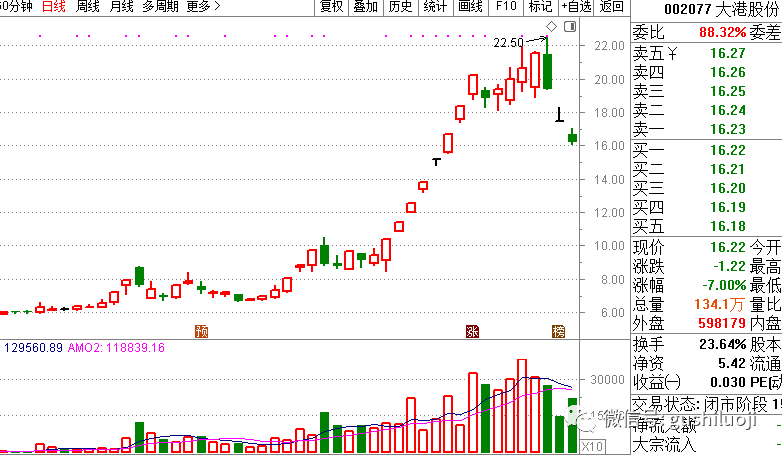 60分钟 日线 周线 月线 多周期 更多> 复权 叠加 历史 统计 画线 F10 标记 +自选 返回
002077 大港股份
委比 88.32% 委差
卖五 ¥ 16.27
卖四 16.26
卖三 16.25
卖二 16.24
卖一 16.23
买一 16.22
买二 16.21
买三 16.20
买四 16.19
买五 16.18
现价 16.22 今开
涨跌 -1.22 最高
涨幅 -7.00% 最低
总量 134.1万 量比
外盘 598179 内盘
换手 23.64% 股本
净资 5.42 流通
收益㈠ 0.030 PE(动
交易状态: 闭市阶段 15
净流入额
大宗流入
22.50
22.00
20.00
18.00
16.00
14.00
12.00
10.00
8.00
6.00
预 涨 榜
129560.89 AMO2: 118839.16
30000
15
X10
微信号: gushiluoji